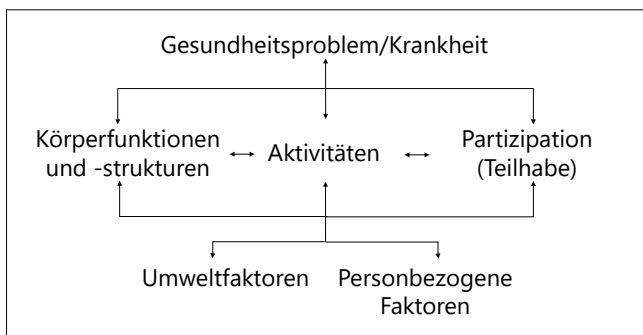 Gesundheitsproblem/Krankheit
Körperfunktionen
und -strukturen
Aktivitäten
Partizipation
(Teilhabe)
Umweltfaktoren
Personbezogene
Faktoren